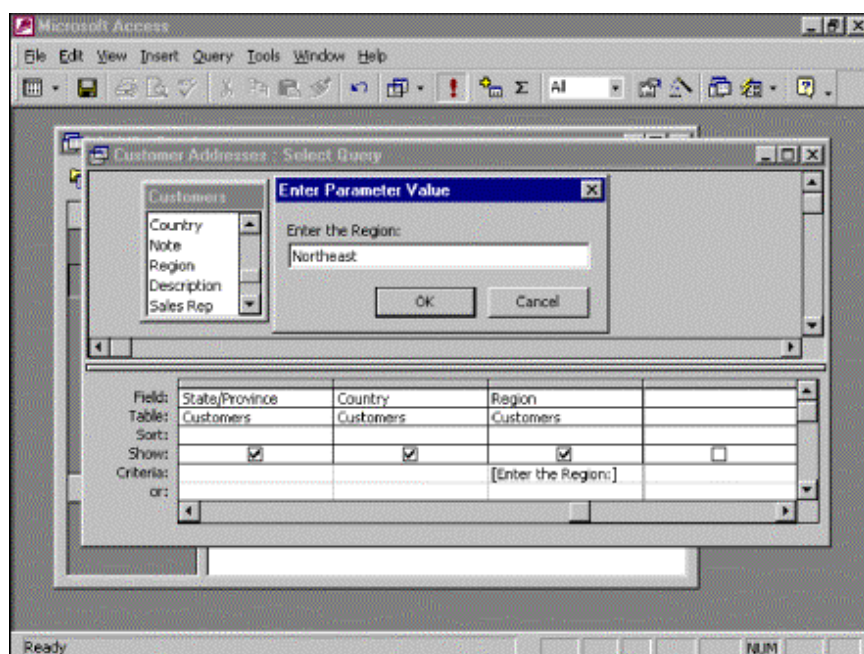 Microsoft Access
File Edit View Insert Query Tools Window Help
All
Customer Addresses : Select Query
Customers
Country
Note
Region
Description
Sales Rep
Enter Parameter Value
Enter the Region:
Northeast
OK Cancel
Field: State/Province Country Region
Table: Customers Customers Customers
Sort:
Show:
Criteria: [Enter the Region:]
or:
Ready NUM